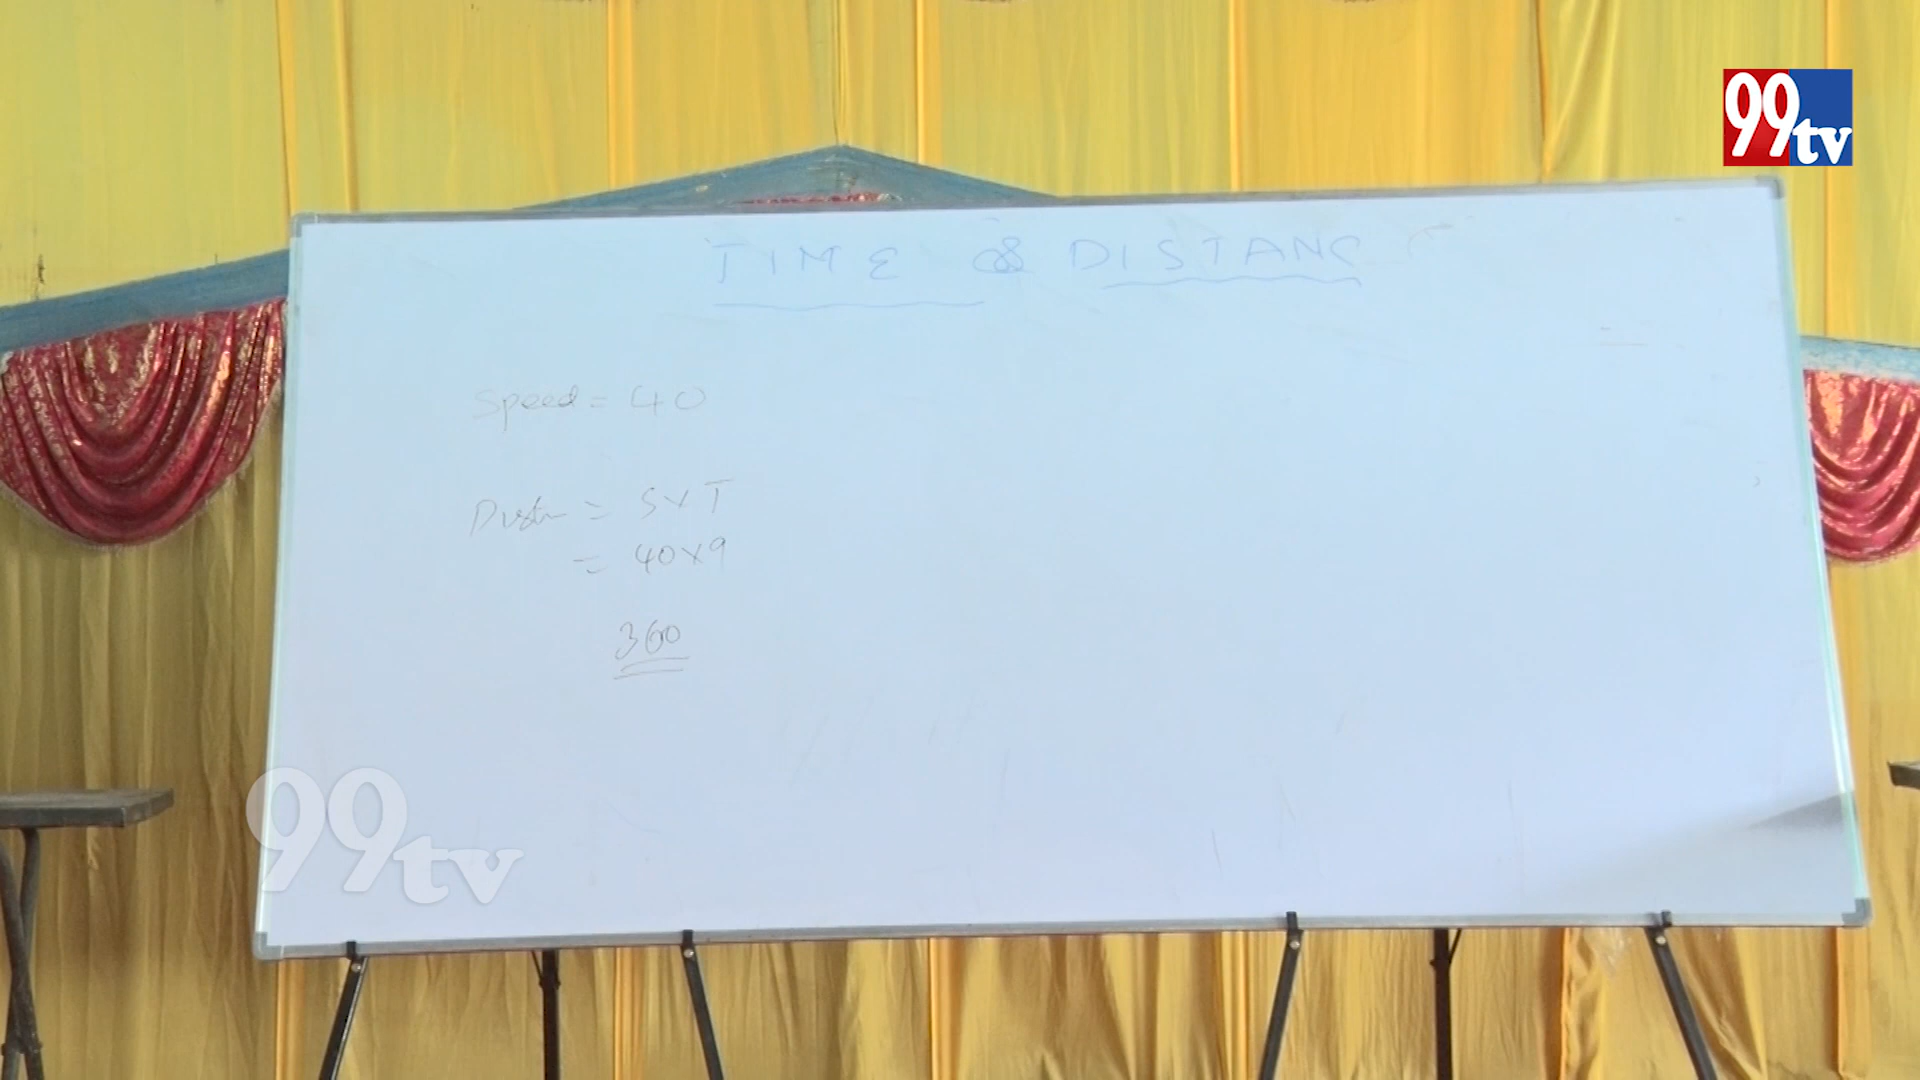 99tv
TIME & DISTANC
Speed = 40
Distn = S x T
= 40 x 9
360
99tv